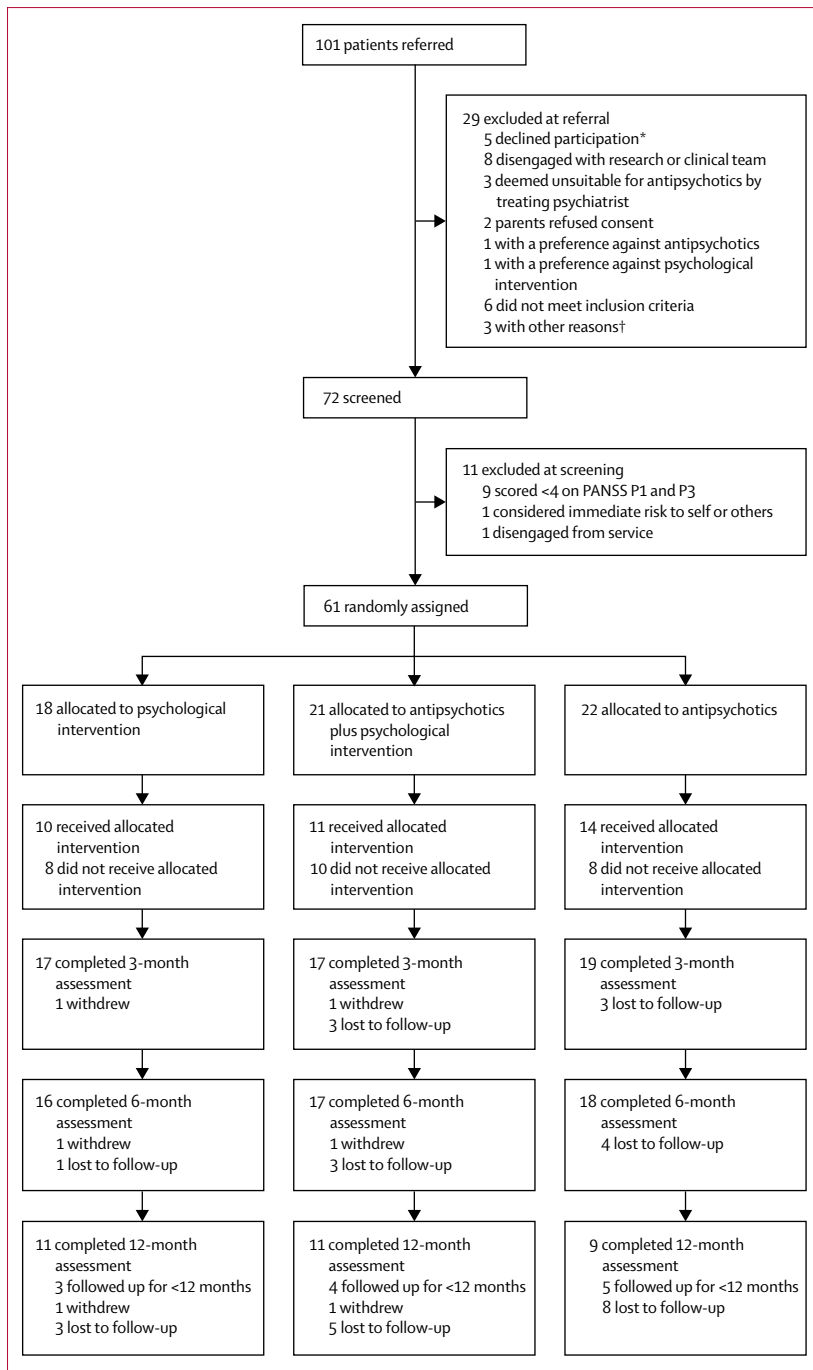 101 patients referred
29 excluded at referral
5 declined participation*
8 disengaged with research or clinical team
3 deemed unsuitable for antipsychotics by
treating psychiatrist
2 parents refused consent
1 with a preference against antipsychotics
1 with a preference against psychological
intervention
6 did not meet inclusion criteria
3 with other reasons†
72 screened
11 excluded at screening
9 scored <4 on PANSS P1 and P3
1 considered immediate risk to self or others
1 disengaged from service
61 randomly assigned
18 allocated to psychological
intervention
21 allocated to antipsychotics
plus psychological
intervention
22 allocated to antipsychotics
10 received allocated
intervention
8 did not receive allocated
intervention
11 received allocated
intervention
10 did not receive allocated
intervention
14 received allocated
intervention
8 did not receive allocated
intervention
17 completed 3-month
assessment
1 withdrew
17 completed 3-month
assessment
1 withdrew
3 lost to follow-up
19 completed 3-month
assessment
3 lost to follow-up
16 completed 6-month
assessment
1 withdrew
1 lost to follow-up
17 completed 6-month
assessment
1 withdrew
3 lost to follow-up
18 completed 6-month
assessment
4 lost to follow-up
11 completed 12-month
assessment
3 followed up for <12 months
1 withdrew
3 lost to follow-up
11 completed 12-month
assessment
4 followed up for <12 months
1 withdrew
5 lost to follow-up
9 completed 12-month
assessment
5 followed up for <12 months
8 lost to follow-up